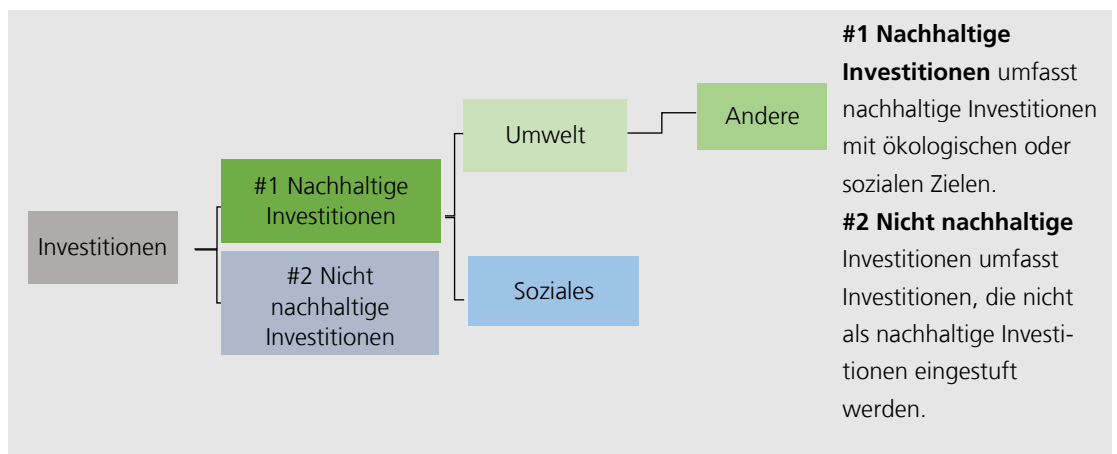 Investitionen
#1 Nachhaltige
Investitionen
#2 Nicht
nachhaltige
Investitionen
Umwelt
Soziales
Andere
#1 Nachhaltige
Investitionen umfasst
nachhaltige Investitionen
mit ökologischen oder
sozialen Zielen.
#2 Nicht nachhaltige
Investitionen umfasst
Investitionen, die nicht
als nachhaltige Investi-
tionen eingestuft
werden.